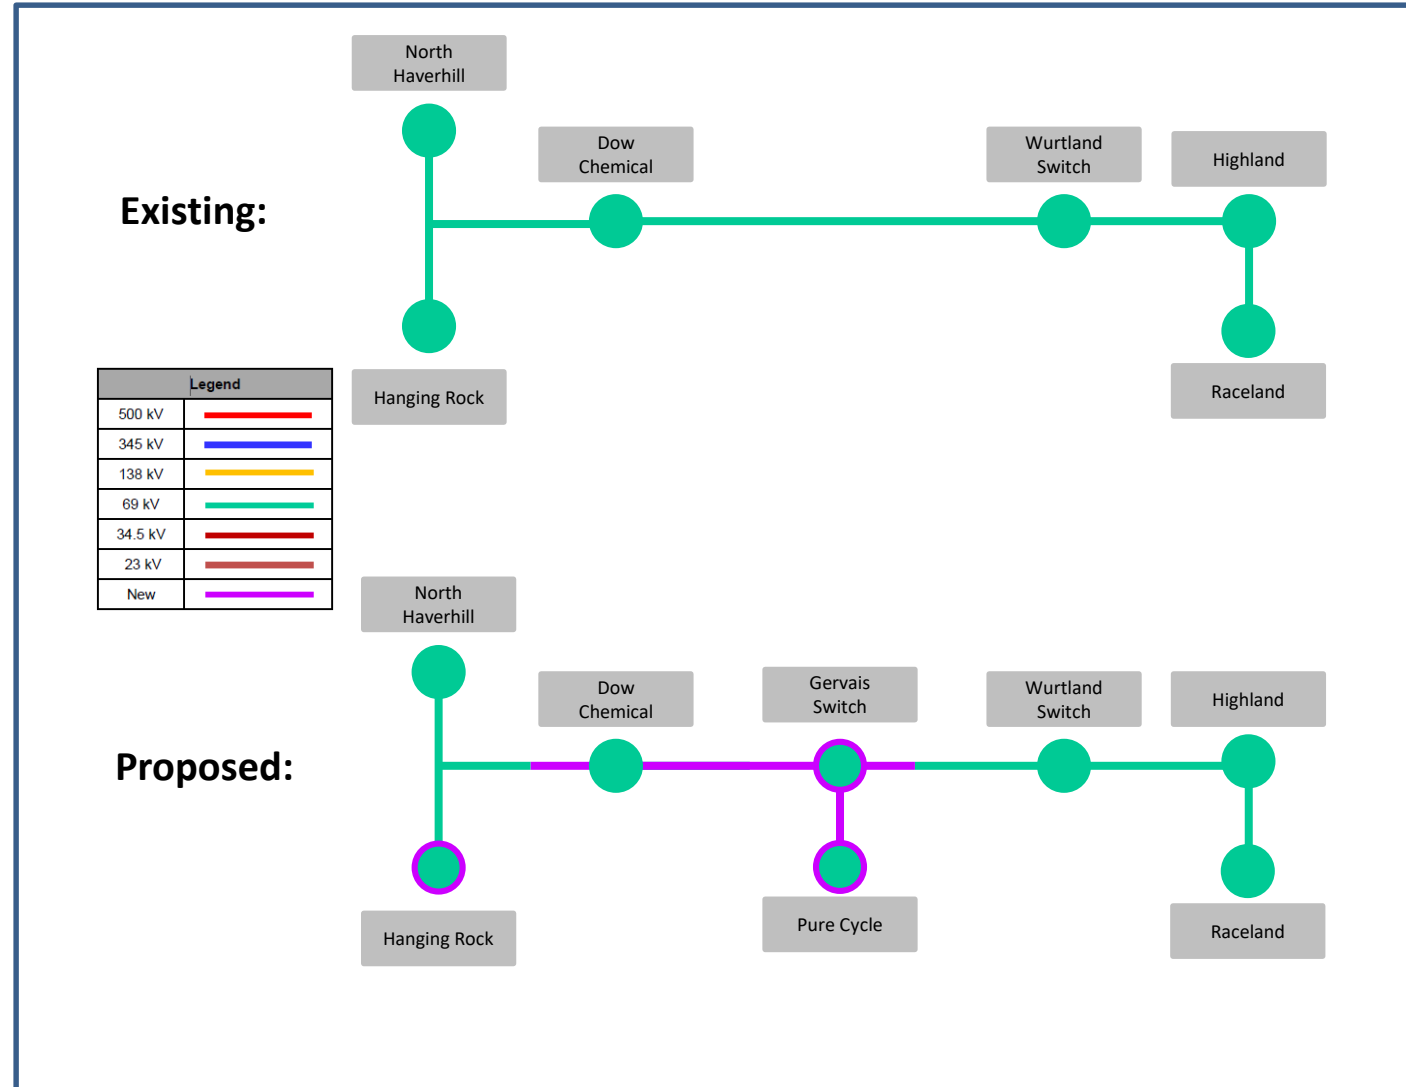 North
Haverhill
Dow
Chemical
Wurtland
Switch
Highland
Existing:
Hanging Rock
Raceland
Legend
500 kV
345 kV
138 kV
69 kV
34.5 kV
23 kV
New
North
Haverhill
Dow
Chemical
Gervais
Switch
Wurtland
Switch
Highland
Proposed:
Hanging Rock
Pure Cycle
Raceland